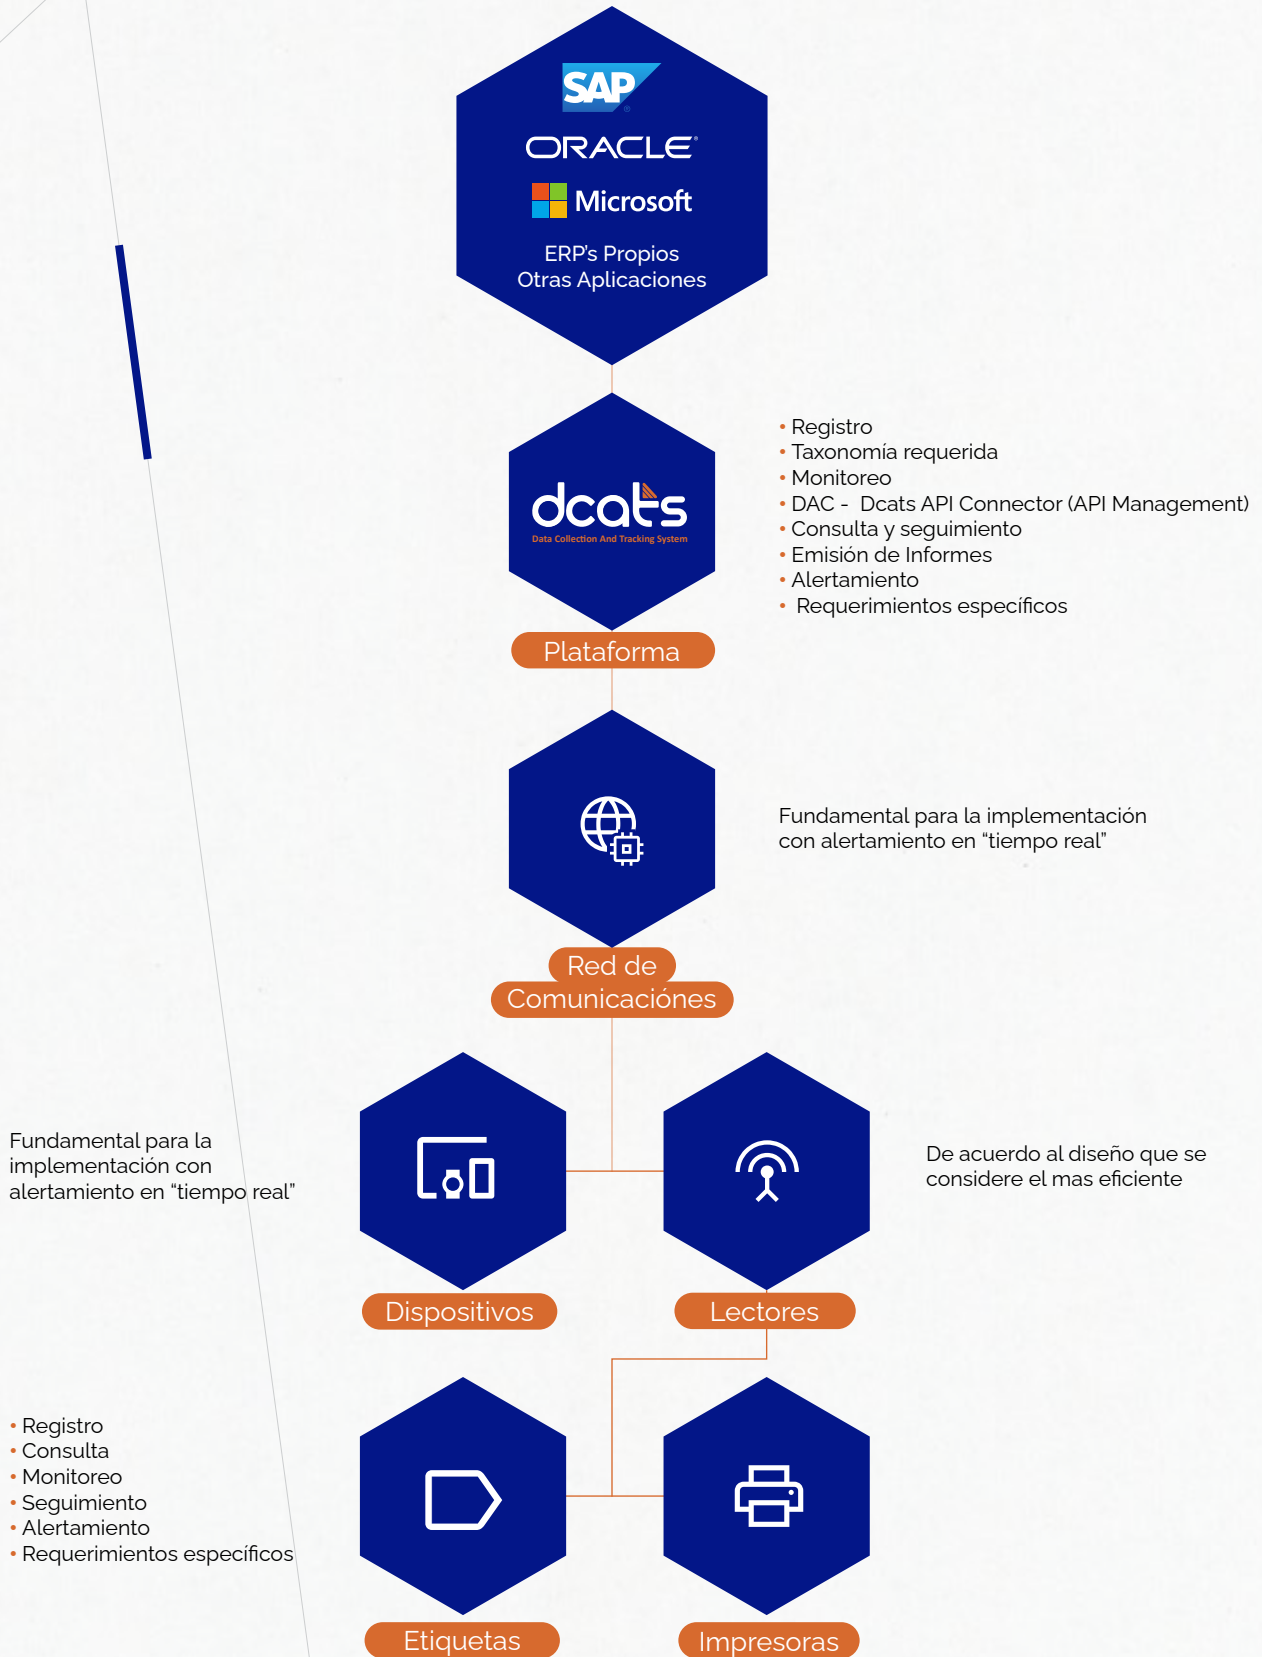 SAP
ORACLE
Microsoft
ERP's Propios
Otras Aplicaciones
dcats
Data Collection And Tracking System
Plataforma
• Registro
• Taxonomía requerida
• Monitoreo
• DAC - Dcats API Connector (API Management)
• Consulta y seguimiento
• Emisión de Informes
• Alertamiento
• Requerimientos específicos
Red de
Comunicaciónes
Fundamental para la implementación
con alertamiento en “tiempo real”
Fundamental para la
implementación con
alertamiento en “tiempo real”
Dispositivos
Lectores
De acuerdo al diseño que se
considere el mas eficiente
• Registro
• Consulta
• Monitoreo
• Seguimiento
• Alertamiento
• Requerimientos específicos
Etiquetas
Impresoras